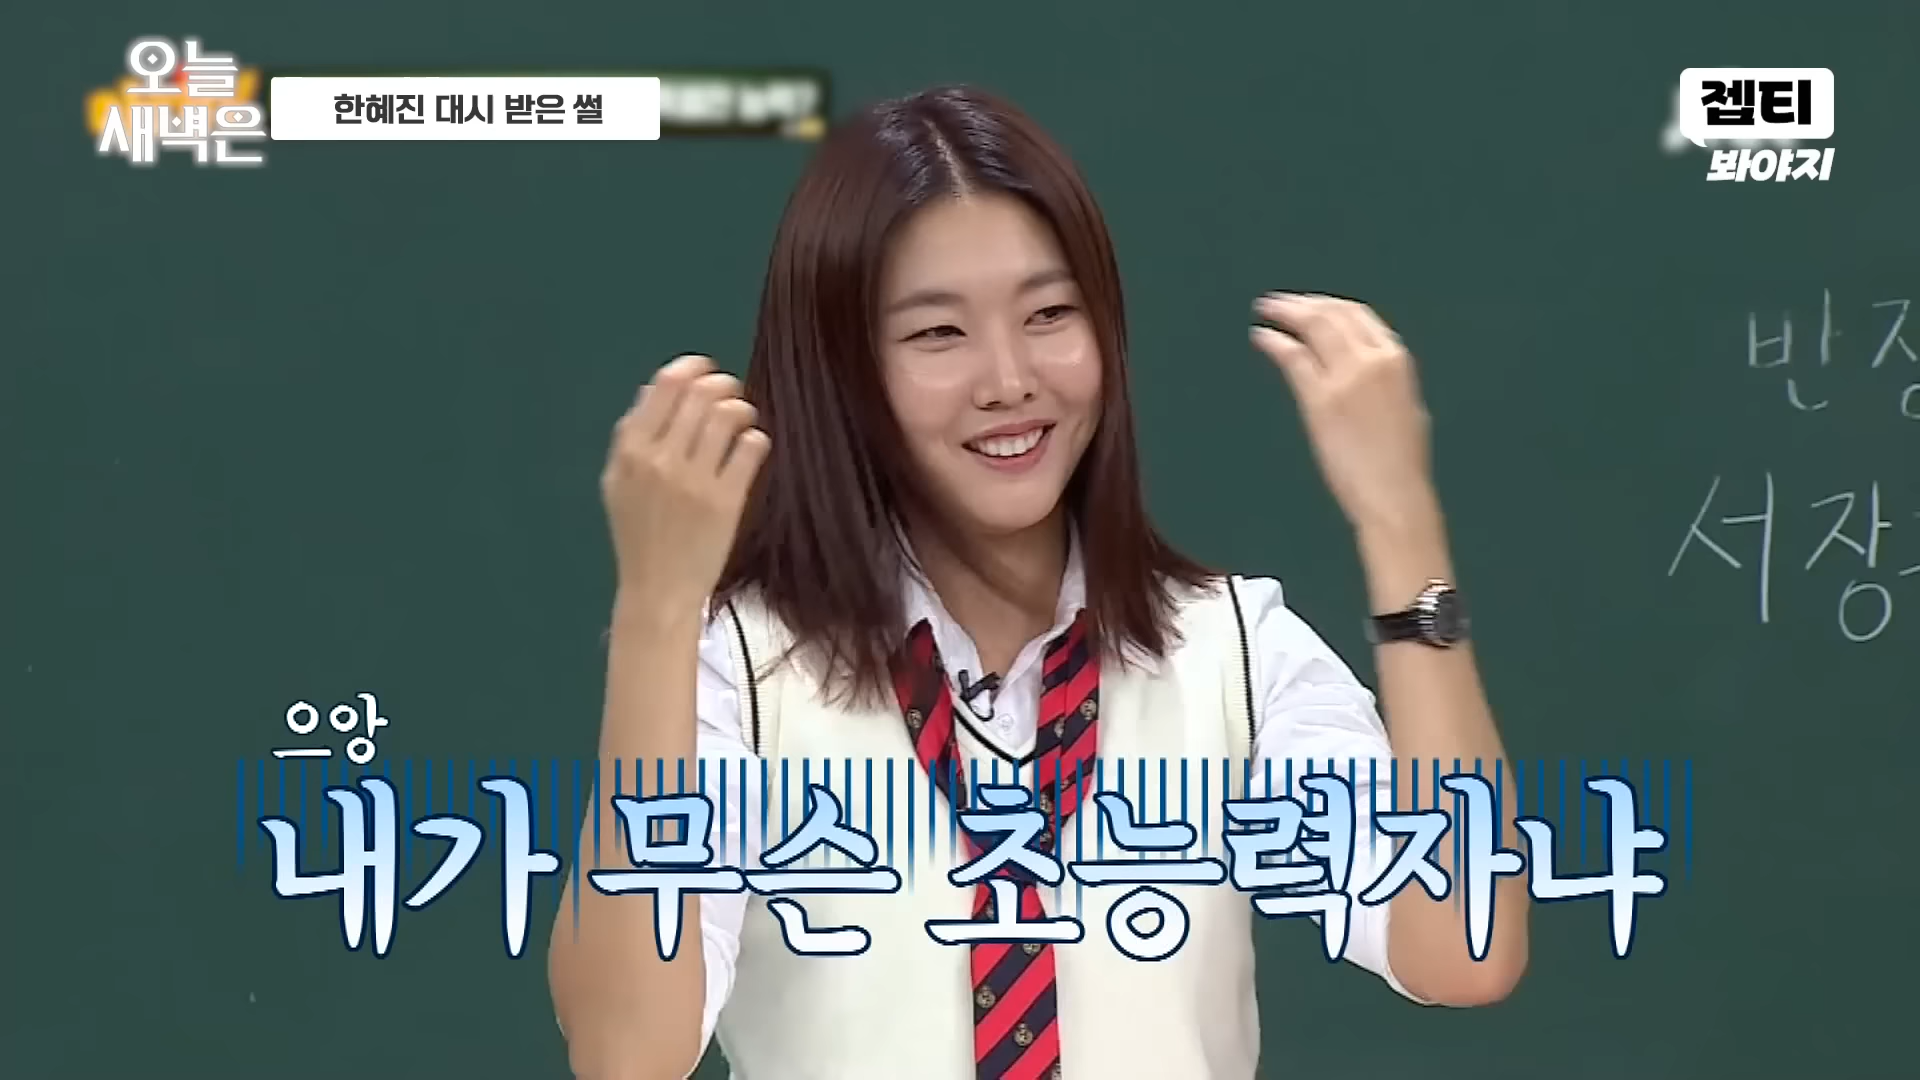 오늘
새벽은
한혜진 대시 받은 썰
젭티
봐야지
반장
서장
으앙
내가 무슨 초능력자냐